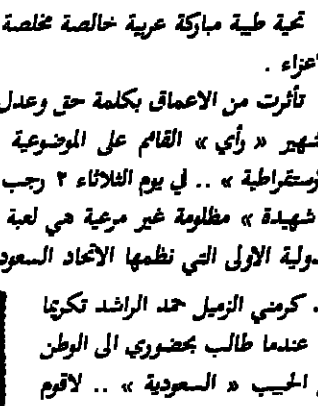 تحية طيبة مباركة عربية خالصة مخلصة
أعزاء .
تأثرت من الاعماق بكلمة حق وعدل
شهير « رأي » القائم على الموضوعية
رستقراطية » .. في يوم الثلاثاء ٢ رجب
شهيدة » مظلومة غير مرعية هي لعبة
دولية الاولى التي نظمها الاتحاد السعود
. كرمني الزميل حمد الراشد تكريما
عندما طالب بحضوري الى الوطن
الحبيب « السعودية » .. لاقوم